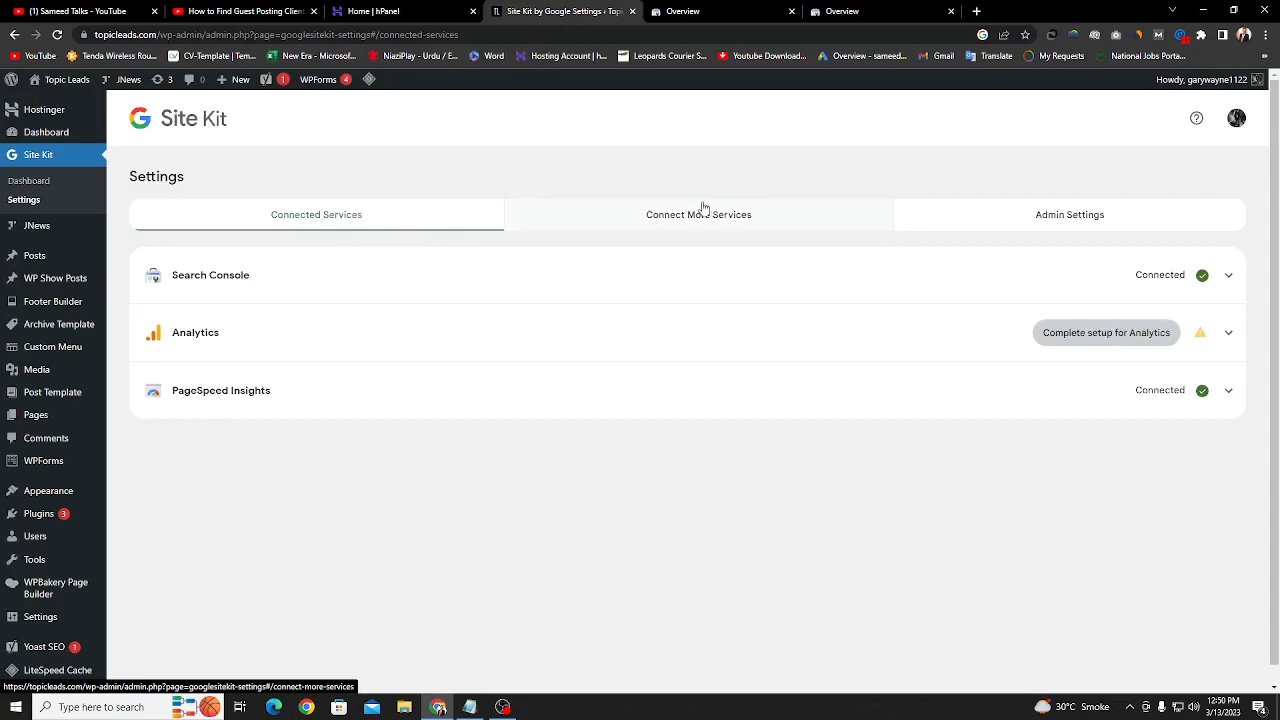 (1) Sameed Talks - YouTube
How to Find Guest Posting Client
Home | hPanel
Site Kit by Google Settings ‹ Topi
Overview
Overview
topicleads.com/wp-admin/admin.php?page=googlesitekit-settings#/connected-services
YouTube
Tenda Wireless Rou...
CV-Template | Tem...
New Era - Microsof...
NiaziPlay - Urdu / E...
Word
Hosting Account | h...
Leopards Courier S...
Youtube Download...
Overview - sameed...
Gmail
Translate
Rooms - Omegle My...
National Jobs Porta...
»
Topic Leads
JNews
3
0
New
1
WPForms 4
Howdy, garywayne1122
Hostinger
Dashboard
Site Kit
Dashboard
Settings
JNews
Posts
WP Show Posts
Footer Builder
Archive Template
Custom Menu
Media
Post Template
Pages
Comments
WPForms
Appearance
Plugins 3
Users
Tools
WPBakery Page
Builder
Settings
Yoast SEO 1
LiteSpeed Cache
Site Kit
Settings
Connected Services
Connect More Services
Admin Settings
Search Console
Connected
Analytics
Complete setup for Analytics
PageSpeed Insights
Connected
https://topicleads.com/wp-admin/admin.php?page=googlesitekit-settings#/connect-more-services
Type here to search
30°C Smoke
12:50 PM
3/13/2023